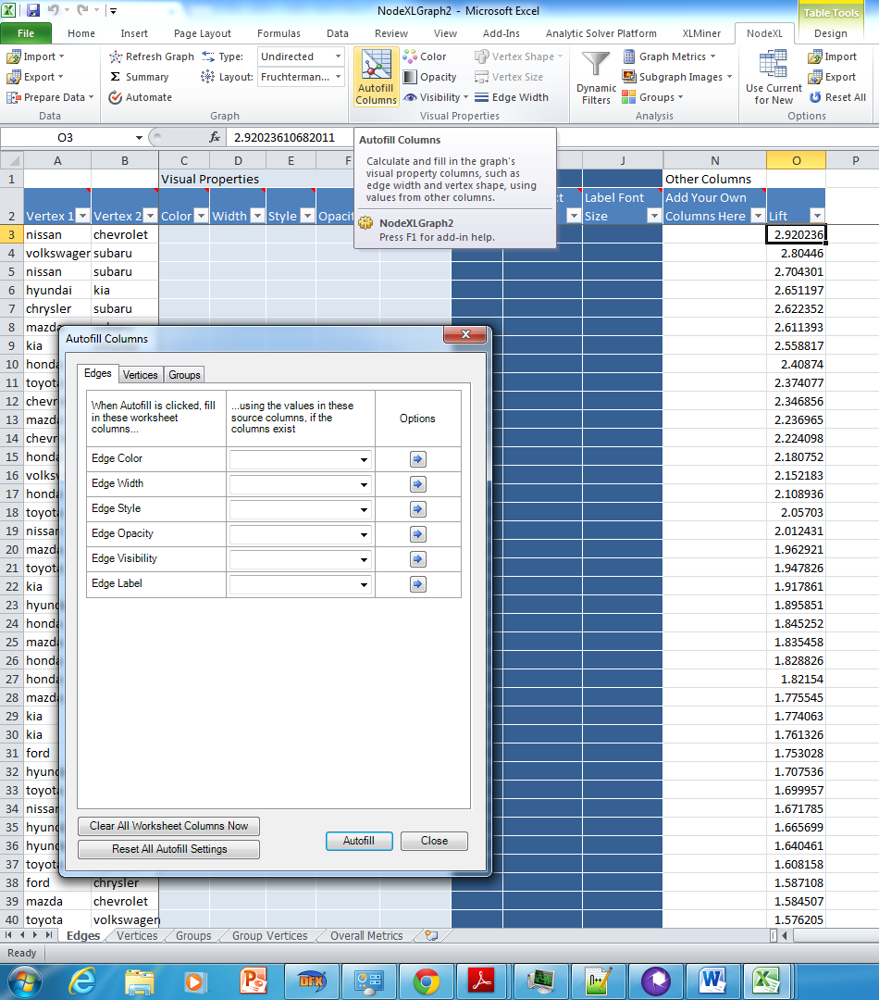 NodeXLGraph2 - Microsoft Excel
Table Tools
File Home Insert Page Layout Formulas Data Review View Add-Ins Analytic Solver Platform XLMiner NodeXL Design
Import Refresh Graph Type: Undirected Autofill Columns Color Vertex Shape Dynamic Filters Graph Metrics Use Current for New Import
Export Summary Layout: Fruchterman... Opacity Vertex Size Subgraph Images Export
Prepare Data Automate Visibility Edge Width Groups Reset All
Data Graph Visual Properties Analysis Options
O3 fx 2.92023610682011
Autofill Columns
Calculate and fill in the graph's
visual property columns, such as
edge width and vertex shape, using
values from other columns.
NodeXLGraph2
Press F1 for add-in help.
A B C D E F J N O P
1 Visual Properties Other Columns
2 Vertex 1 Vertex 2 Color Width Style Opacit Label Font Size Add Your Own Columns Here Lift
3 nissan chevrolet 2.920236
4 volkswagen subaru 2.80446
5 nissan subaru 2.704301
6 hyundai kia 2.651197
7 chrysler subaru 2.622352
8 mazda 2.611393
9 kia 2.558817
10 honda 2.40874
11 toyota 2.374077
12 chevr 2.346856
13 mazda 2.236965
14 chevr 2.224098
15 honda 2.180752
16 volksw 2.152183
17 honda 2.108936
18 toyota 2.05703
19 nissan 2.012431
20 mazda 1.962921
21 toyota 1.947826
22 kia 1.917861
23 hyund 1.895851
24 honda 1.845252
25 mazda 1.835458
26 honda 1.828826
27 honda 1.82154
28 mazda 1.775545
29 kia 1.774063
30 kia 1.761326
31 ford 1.753028
32 hyund 1.707536
33 toyota 1.699957
34 nissan 1.671785
35 hyund 1.665699
36 hyund 1.640461
37 toyota 1.608158
38 ford chrysler 1.587108
39 mazda chevrolet 1.584507
40 toyota volkswagen 1.576205
Autofill Columns
Edges Vertices Groups
When Autofill is clicked, fill
in these worksheet
columns...
...using the values in these
source columns, if the
columns exist
Options
Edge Color
Edge Width
Edge Style
Edge Opacity
Edge Visibility
Edge Label
Clear All Worksheet Columns Now
Reset All Autofill Settings
Autofill Close
Edges Vertices Groups Group Vertices Overall Metrics
Ready